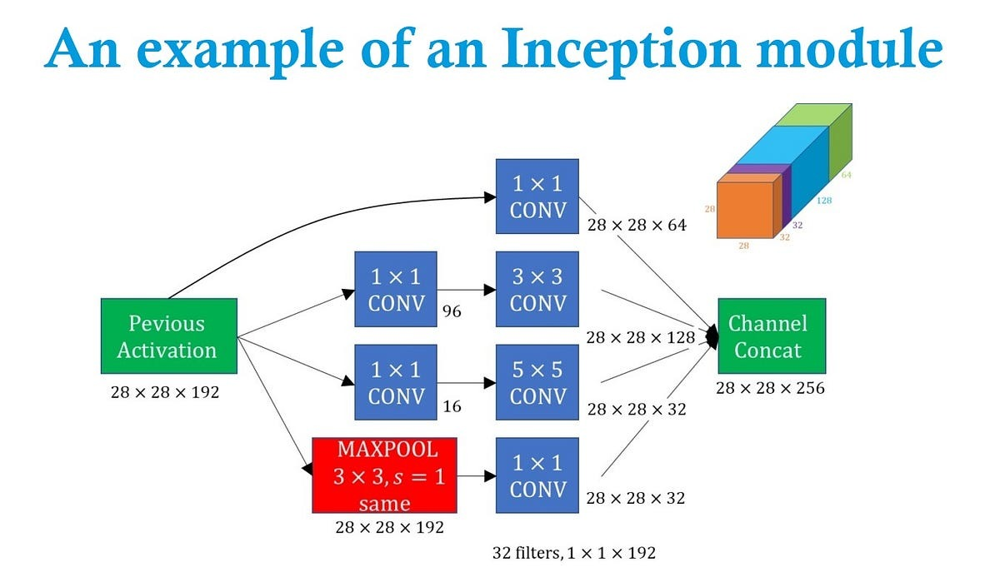 An example of an Inception module
1 × 1
CONV
28 × 28 × 64
1 × 1
CONV
96
3 × 3
CONV
28 × 28 × 128
1 × 1
CONV
16
5 × 5
CONV
28 × 28 × 32
Pevious
Activation
28 × 28 × 192
MAXPOOL
3 × 3, s = 1
same
28 × 28 × 192
1 × 1
CONV
28 × 28 × 32
32 filters, 1 × 1 × 192
Channel
Concat
28 × 28 × 256
64
128
32
32
28
28